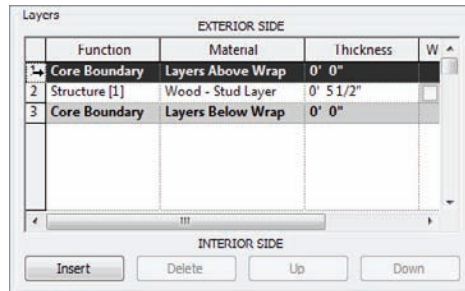 Layers
EXTERIOR SIDE
Function Material Thickness W
1 Core Boundary Layers Above Wrap 0' 0"
2 Structure [1] Wood - Stud Layer 0' 5 1/2"
3 Core Boundary Layers Below Wrap 0' 0"
INTERIOR SIDE
Insert Delete Up Down